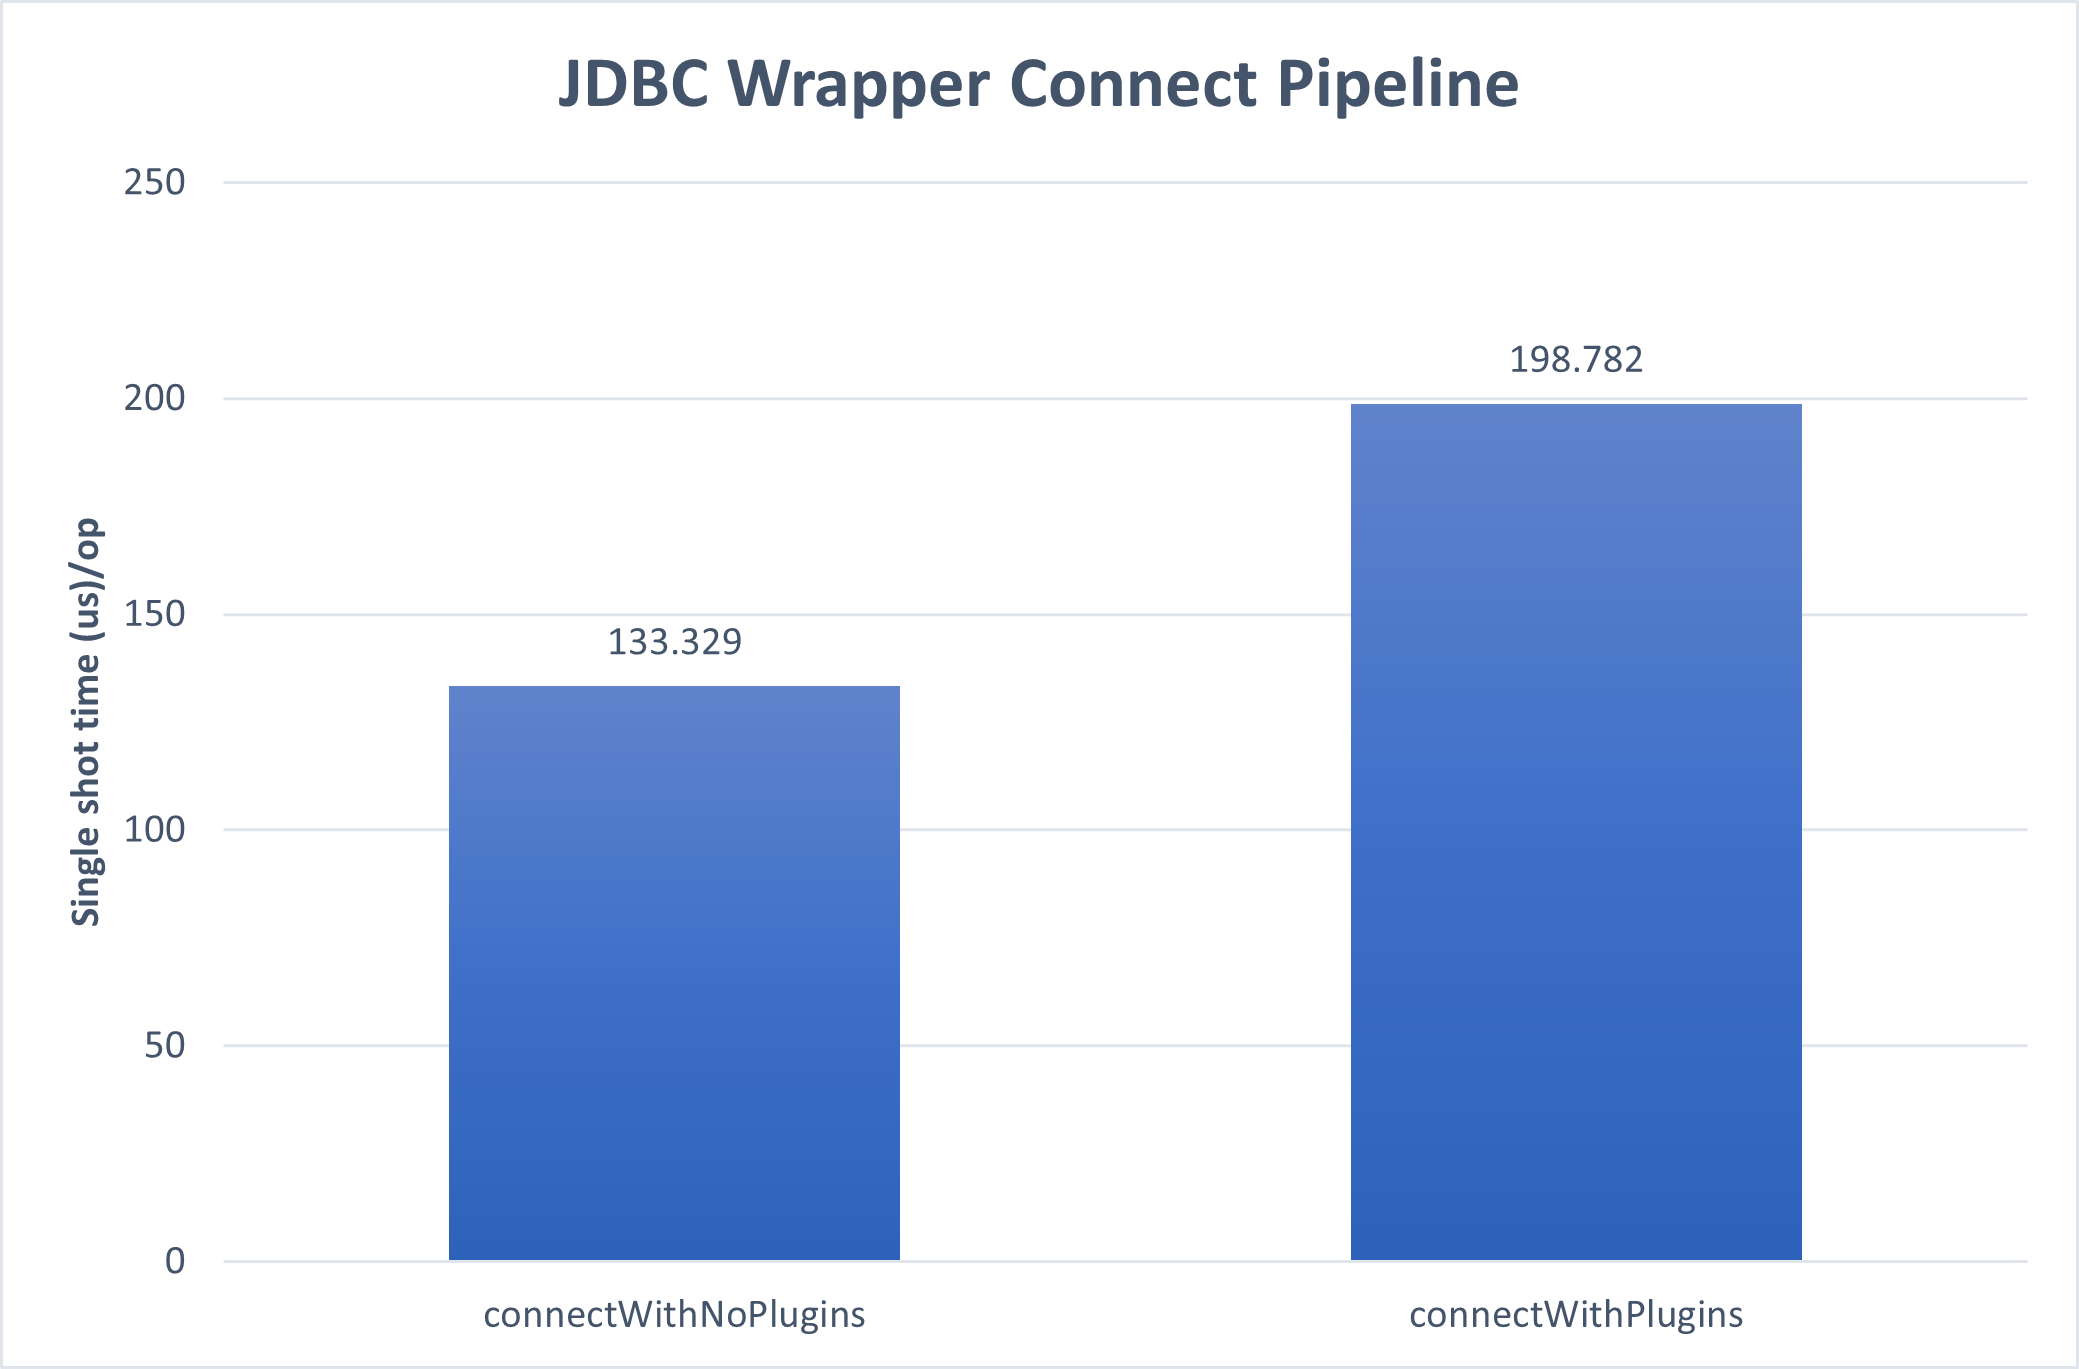 JDBC Wrapper Connect Pipeline
Single shot time (us)/op
250
200
150
100
50
0
133.329
198.782
connectWithNoPlugins
connectWithPlugins